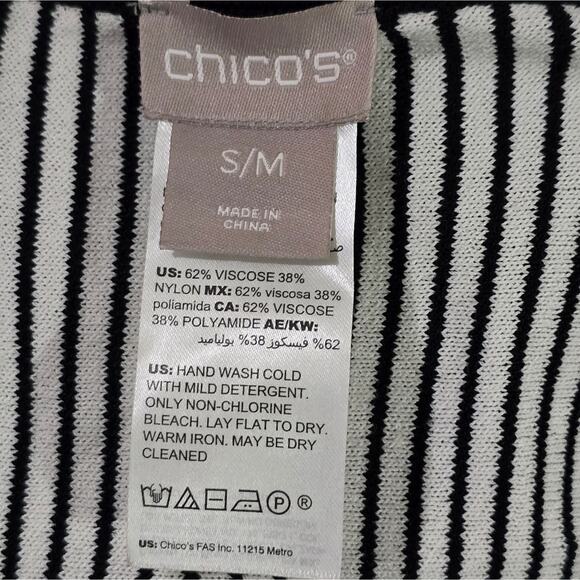 chico's®
S/M
MADE IN
CHINA
US: 62% VISCOSE 38%
NYLON MX: 62% viscosa 38%
poliamida CA: 62% VISCOSE
38% POLYAMIDE AE/KW:
62% فيسكوز 38% بولياميد
US: HAND WASH COLD
WITH MILD DETERGENT.
ONLY NON-CHLORINE
BLEACH. LAY FLAT TO DRY.
WARM IRON. MAY BE DRY
CLEANED
P ®
US: Chico's FAS Inc. 11215 Metro